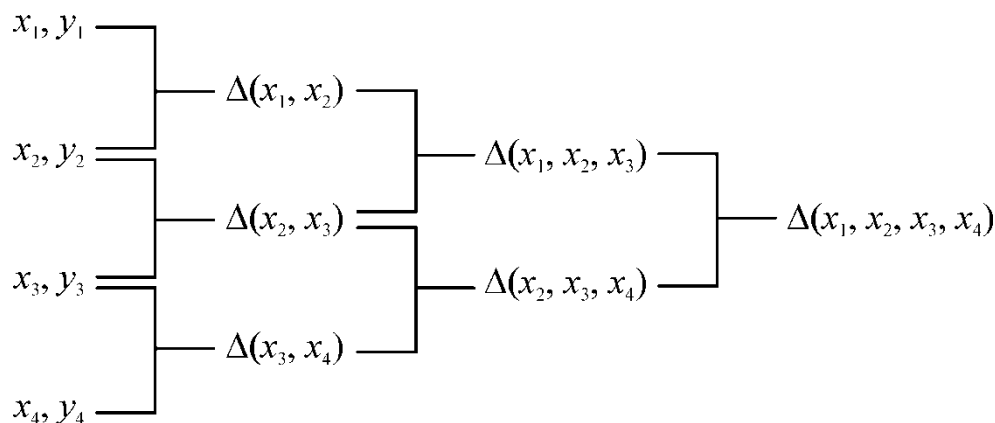 x₁, y₁
Δ(x₁, x₂)
x₂, y₂
Δ(x₁, x₂, x₃)
Δ(x₂, x₃)
Δ(x₁, x₂, x₃, x₄)
x₃, y₃
Δ(x₂, x₃, x₄)
Δ(x₃, x₄)
x₄, y₄